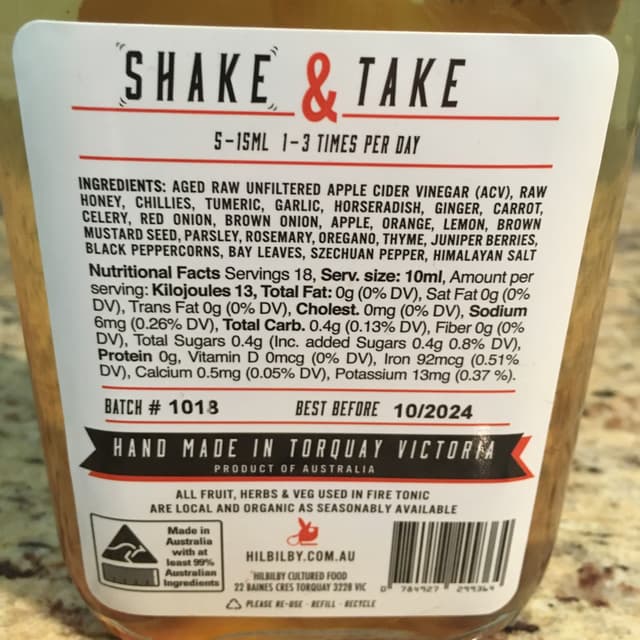 SHAKE & TAKE
5-15ML 1-3 TIMES PER DAY
INGREDIENTS: AGED RAW UNFILTERED APPLE CIDER VINEGAR (ACV), RAW
HONEY, CHILLIES, TUMERIC, GARLIC, HORSERADISH, GINGER, CARROT,
CELERY, RED ONION, BROWN ONION, APPLE, ORANGE, LEMON, BROWN
MUSTARD SEED, PARSLEY, ROSEMARY, OREGANO, THYME, JUNIPER BERRIES,
BLACK PEPPERCORNS, BAY LEAVES, SZECHUAN PEPPER, HIMALAYAN SALT
Nutritional Facts Servings 18, Serv. size: 10ml, Amount per
serving: Kilojoules 13, Total Fat: 0g (0% DV), Sat Fat 0g (0%
DV), Trans Fat 0g (0% DV), Cholest. 0mg (0% DV), Sodium
6mg (0.26% DV), Total Carb. 0.4g (0.13% DV), Fiber 0g (0%
DV), Total Sugars 0.4g (Inc. added Sugars 0.4g 0.8% DV),
Protein 0g, Vitamin D 0mcg (0% DV), Iron 92mcg (0.51%
DV), Calcium 0.5mg (0.05% DV), Potassium 13mg (0.37 %).
BATCH # 1018 BEST BEFORE 10/2024
HAND MADE IN TORQUAY VICTORIA
PRODUCT OF AUSTRALIA
ALL FRUIT, HERBS & VEG USED IN FIRE TONIC
ARE LOCAL AND ORGANIC AS SEASONABLY AVAILABLE
Made in
Australia
with at
least 99%
Australian
Ingredients
HILBILBY.COM.AU
HILBILBY CULTURED FOOD
22 BAINES CRES TORQUAY 3228 VIC
PLEASE RE-USE - REFILL - RECYCLE
0 784927 299364